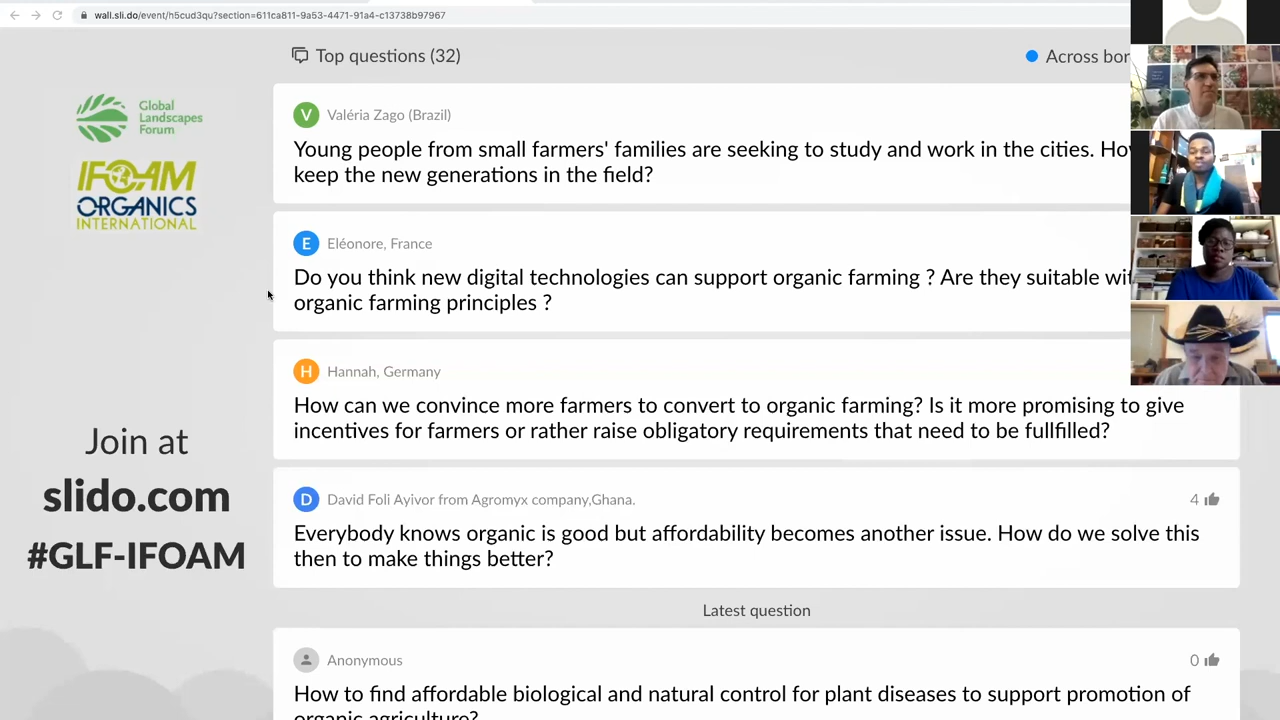 wall.sli.do/event/h5cud3qu?section=611ca811-9a53-4471-91a4-c13738b97967
Top questions (32)
Across bor
Global
Landscapes
Forum
IFOAM
ORGANICS
INTERNATIONAL
Join at
slido.com
#GLF-IFOAM
V
Valéria Zago (Brazil)
Young people from small farmers' families are seeking to study and work in the cities. How
keep the new generations in the field?
E
Eléonore, France
Do you think new digital technologies can support organic farming ? Are they suitable wit
organic farming principles ?
H
Hannah, Germany
How can we convince more farmers to convert to organic farming? Is it more promising to give
incentives for farmers or rather raise obligatory requirements that need to be fullfilled?
D
David Foli Ayivor from Agromyx company,Ghana.
4
Everybody knows organic is good but affordability becomes another issue. How do we solve this
then to make things better?
Latest question
Anonymous
0
How to find affordable biological and natural control for plant diseases to support promotion of
organic agriculture?